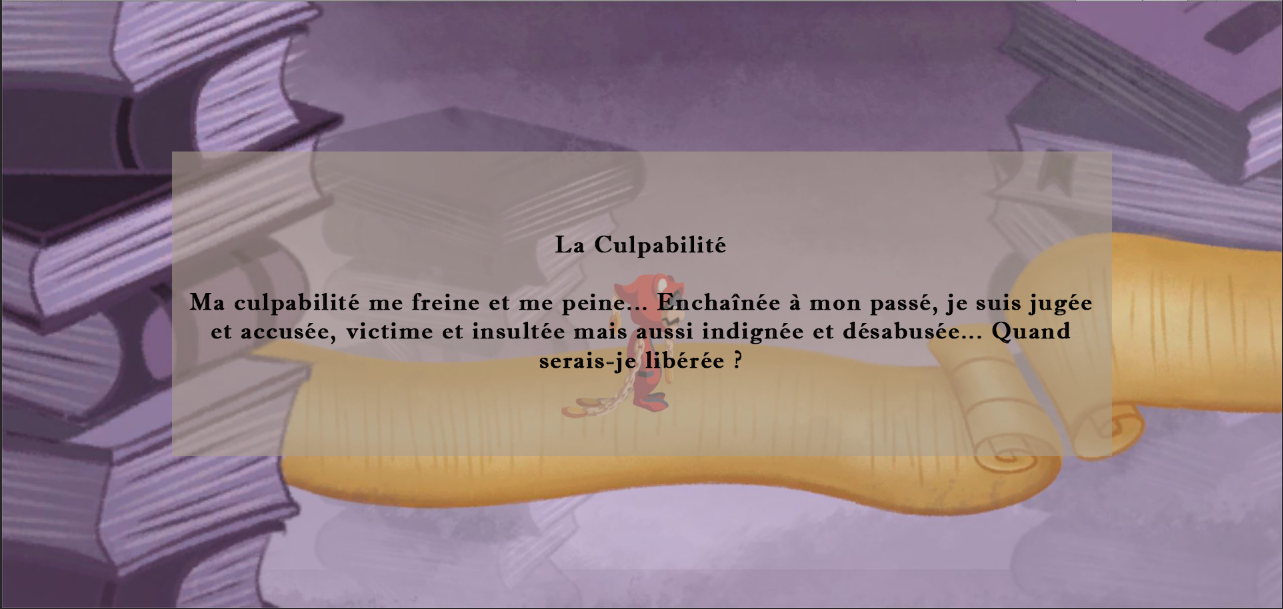 La Culpabilité
Ma culpabilité me freine et me peine... Enchaînée à mon passé, je suis jugée
et accusée, victime et insultée mais aussi indignée et désabusée... Quand
serais-je libérée ?